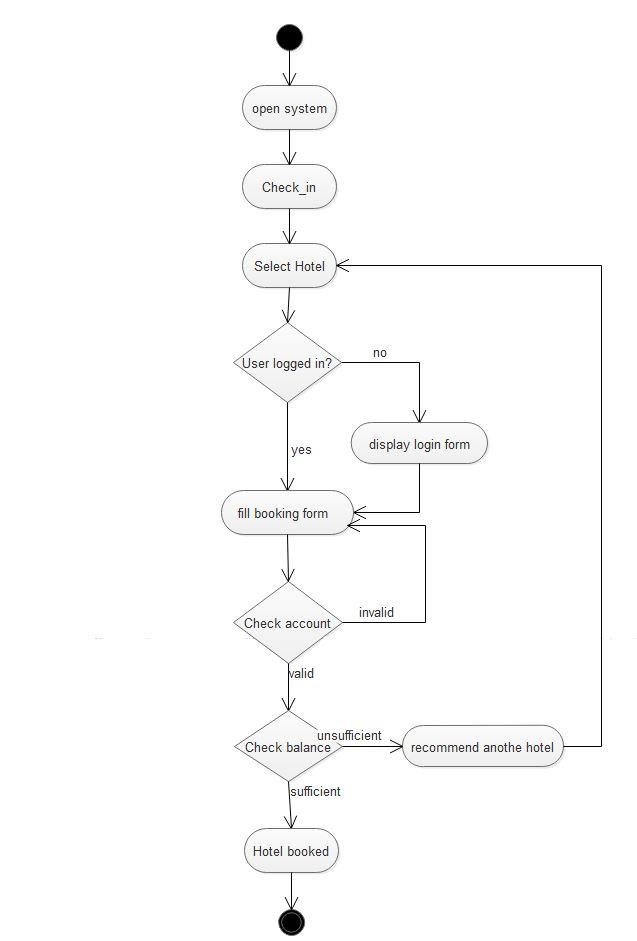 open system
Check_in
Select Hotel
User logged in?
no
display login form
yes
fill booking form
Check account
invalid
valid
unsufficient
Check balance
recommend anothe hotel
sufficient
Hotel booked